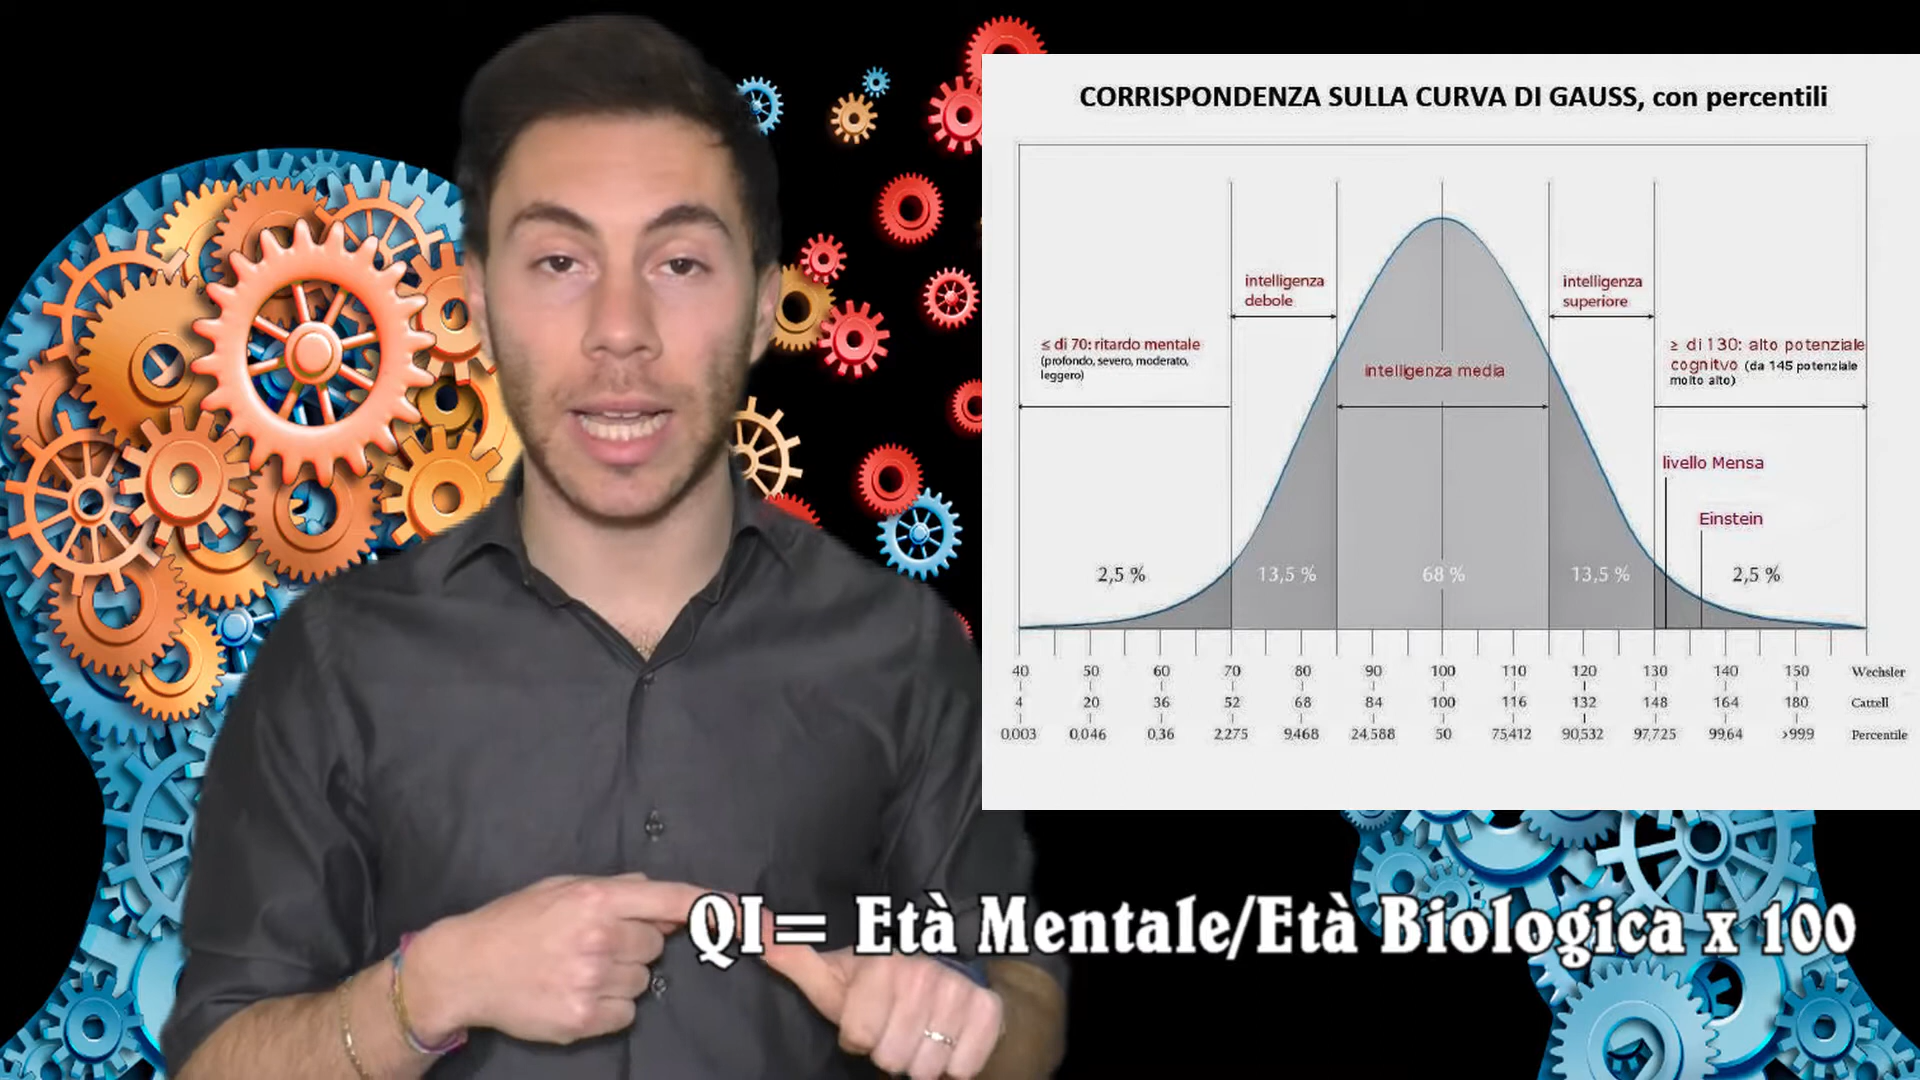 CORRISPONDENZA SULLA CURVA DI GAUSS, con percentili
intelligenza
debole
intelligenza
superiore
≤ di 70: ritardo mentale
(profondo, severo, moderato,
leggero)
intelligenza media
≥ di 130: alto potenziale
cognitvo (da 145 potenziale
molto alto)
livello Mensa
Einstein
2,5 % 13,5 % 68 % 13,5 % 2,5 %
40 50 60 70 80 90 100 110 120 130 140 150 Wechsler
4 20 36 52 68 84 100 116 132 148 164 180 Cattell
0,003 0,046 0,36 2,275 9,468 24,588 50 75,412 90,532 97,725 99,64 >999 Percentile
QI= Età Mentale/Età Biologica x 100